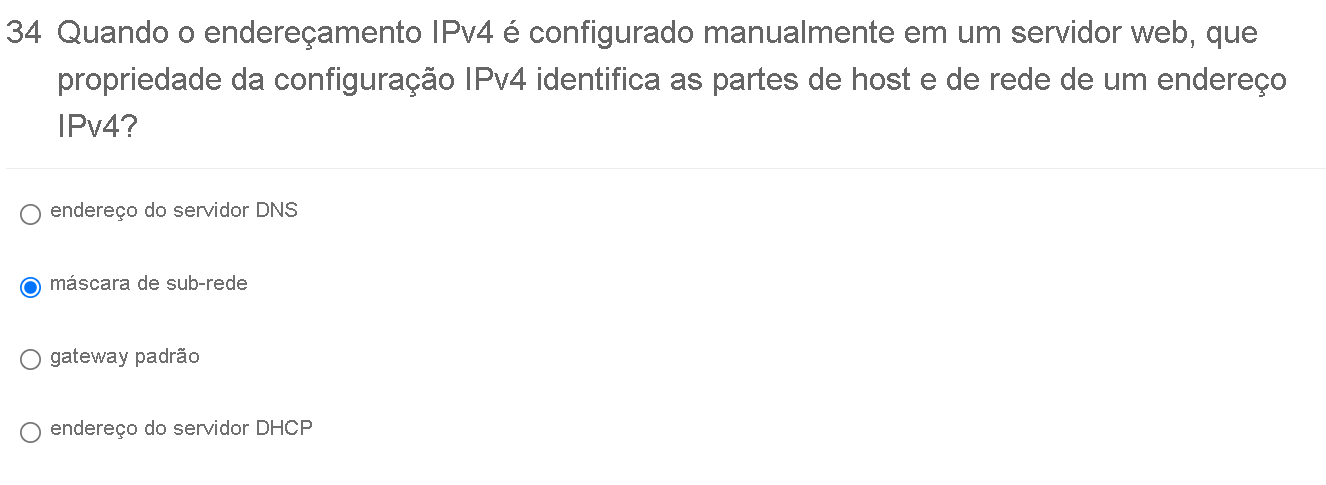 34 Quando o endereçamento IPv4 é configurado manualmente em um servidor web, que
propriedade da configuração IPv4 identifica as partes de host e de rede de um endereço
IPv4?
endereço do servidor DNS
máscara de sub-rede
gateway padrão
endereço do servidor DHCP